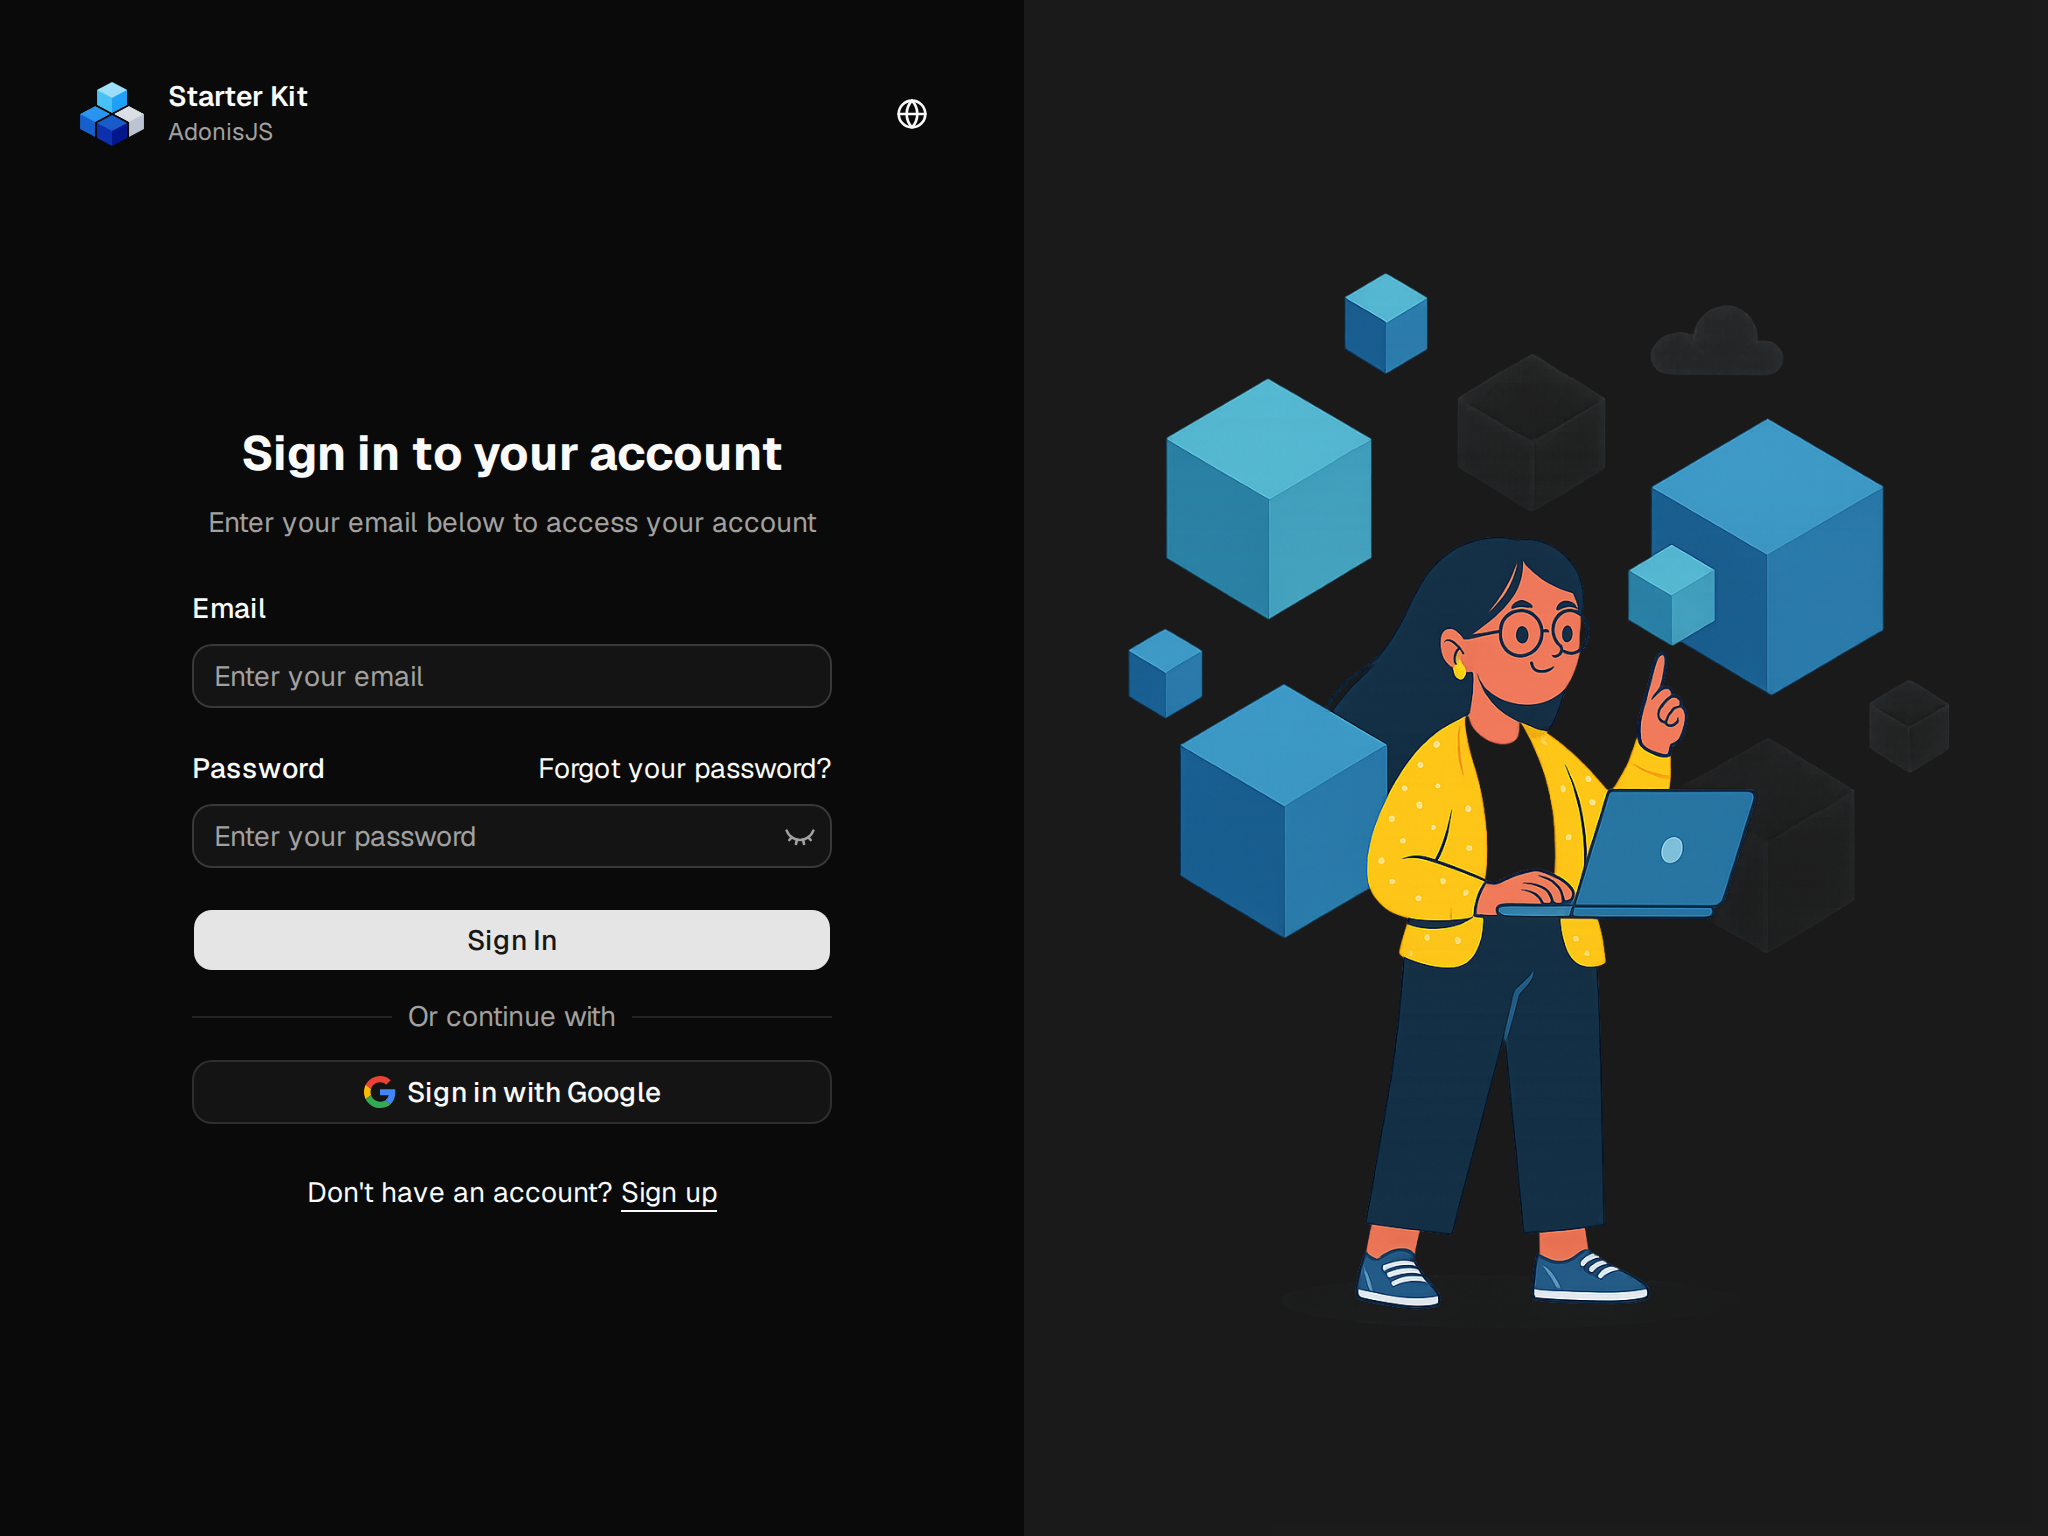 Starter Kit
AdonisJS
Sign in to your account
Enter your email below to access your account
Email
Enter your email
Password
Forgot your password?
Enter your password
Sign In
Or continue with
Sign in with Google
Don't have an account? Sign up